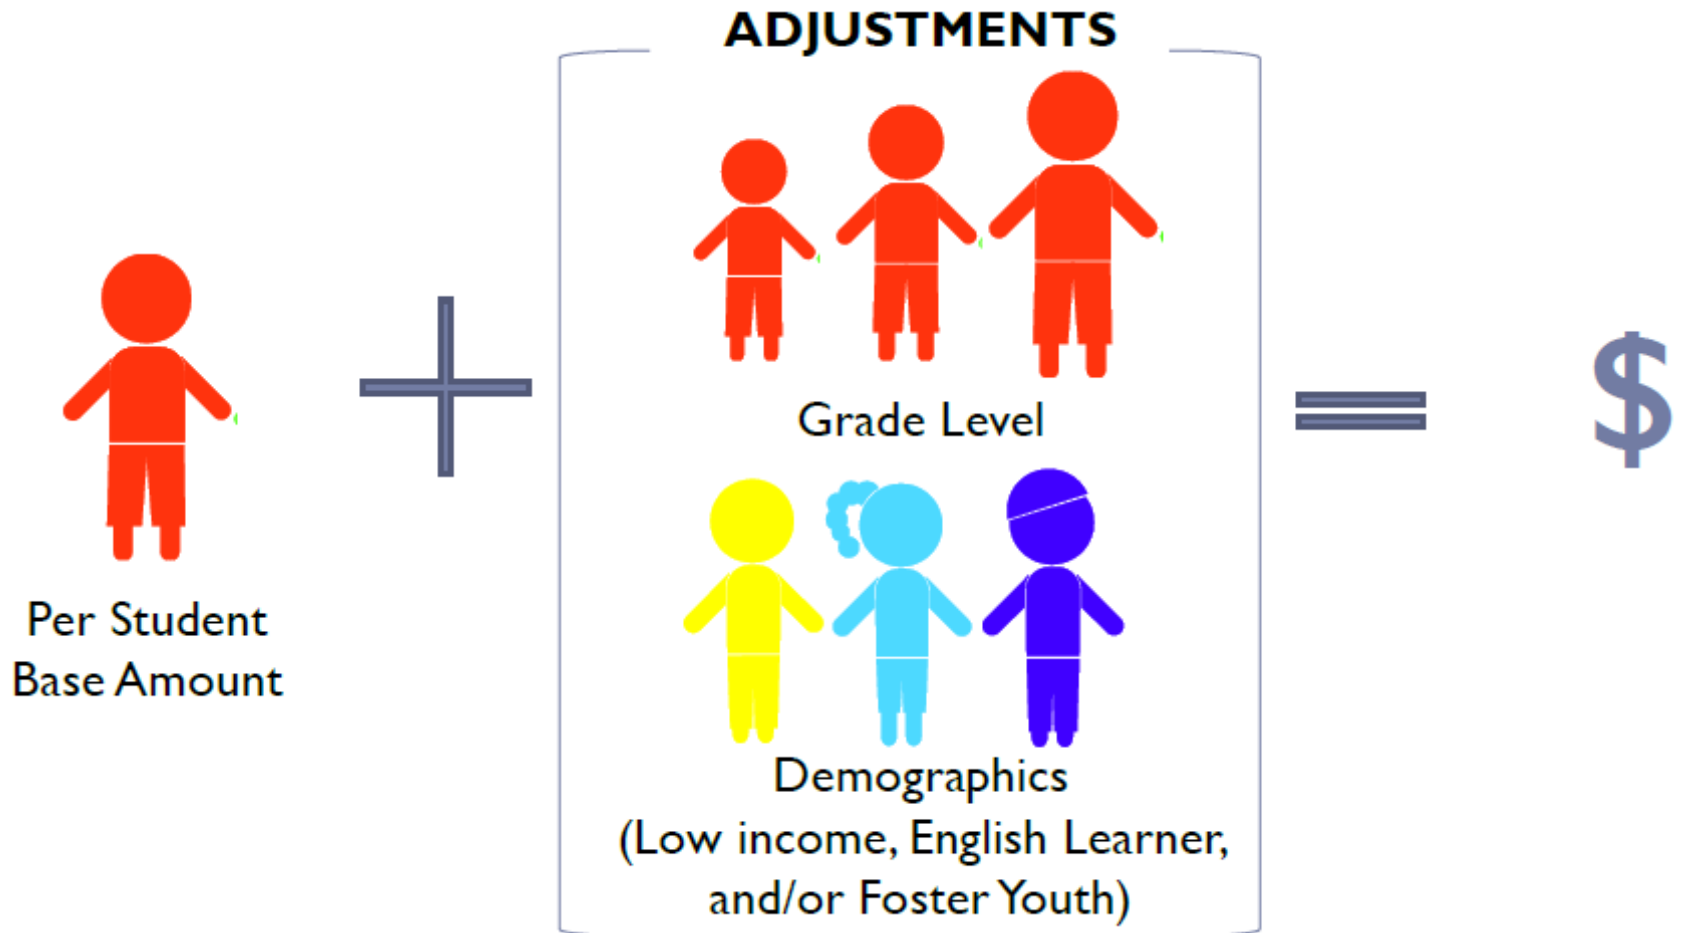 ADJUSTMENTS
Grade Level
Per Student
Base Amount
$
Demographics
(Low income, English Learner,
and/or Foster Youth)